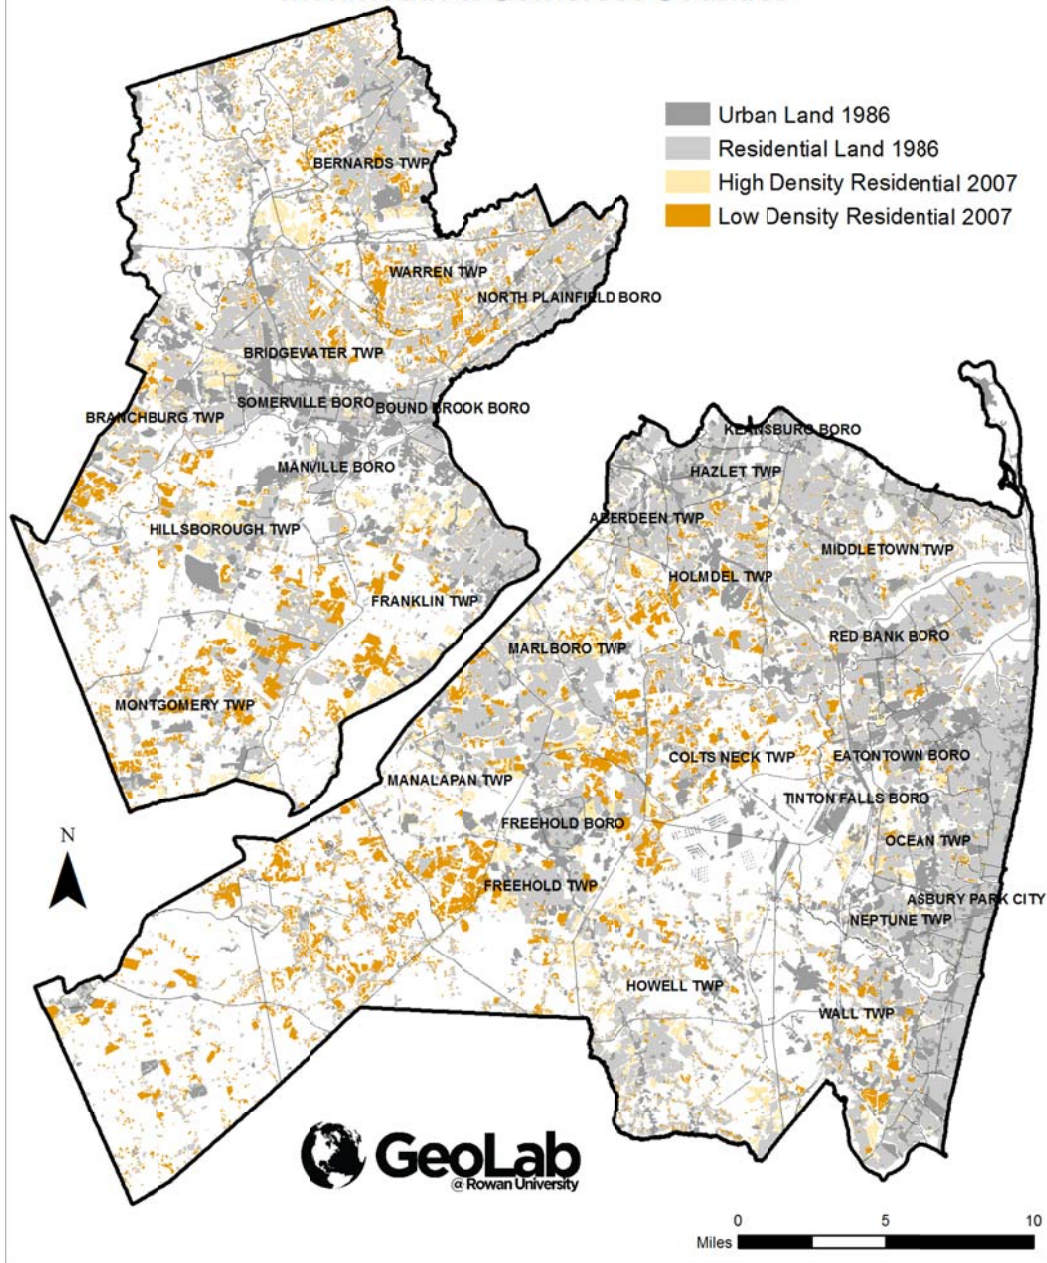 Urban Land 1986
Residential Land 1986
High Density Residential 2007
Low Density Residential 2007
BERNARDS TWP
WARREN TWP
NORTH PLAINFIELD BORO
BRIDGEWATER TWP
SOMERVILLE BORO
BOUND BROOK BORO
BRANCHBURG TWP
KEANSBURG BORO
MANVILLE BORO
HAZLET TWP
ABERDEEN TWP
HILLSBOROUGH TWP
MIDDLETOWN TWP
HOLMDEL TWP
FRANKLIN TWP
RED BANK BORO
MARLBORO TWP
MONTGOMERY TWP
COLTS NECK TWP
EATONTOWN BORO
MANALAPAN TWP
TINTON FALLS BORO
FREEHOLD BORO
N
OCEAN TWP
FREEHOLD TWP
ASBURY PARK CITY
NEPTUNE TWP
HOWELL TWP
WALL TWP
GeoLab
@ Rowan University
0 5 10
Miles